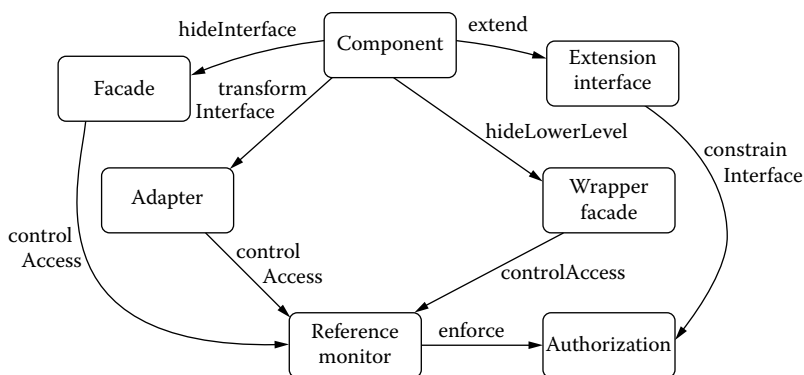 hideInterface
Component
extend
Facade
transform
Interface
Extension
interface
hideLowerLevel
constrain
Interface
Adapter
Wrapper
facade
control
Access
control
Access
controlAccess
Reference
monitor
enforce
Authorization